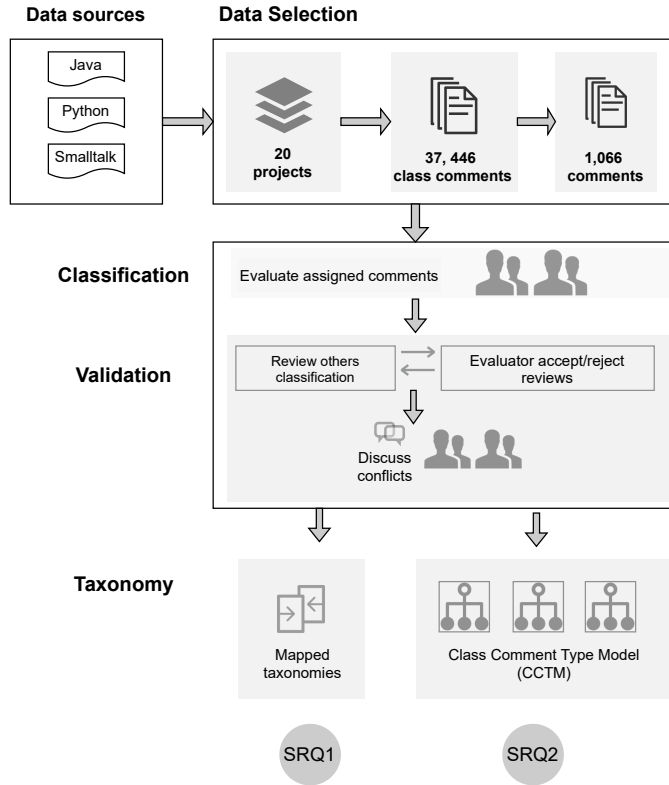 Data sources
Data Selection
Java
Python
Smalltalk
20
projects
37, 446
class comments
1,066
comments
Classification
Evaluate assigned comments
Validation
Review others
classification
Evaluator accept/reject
reviews
Discuss
conflicts
Taxonomy
Mapped
taxonomies
Class Comment Type Model
(CCTM)
SRQ1
SRQ2